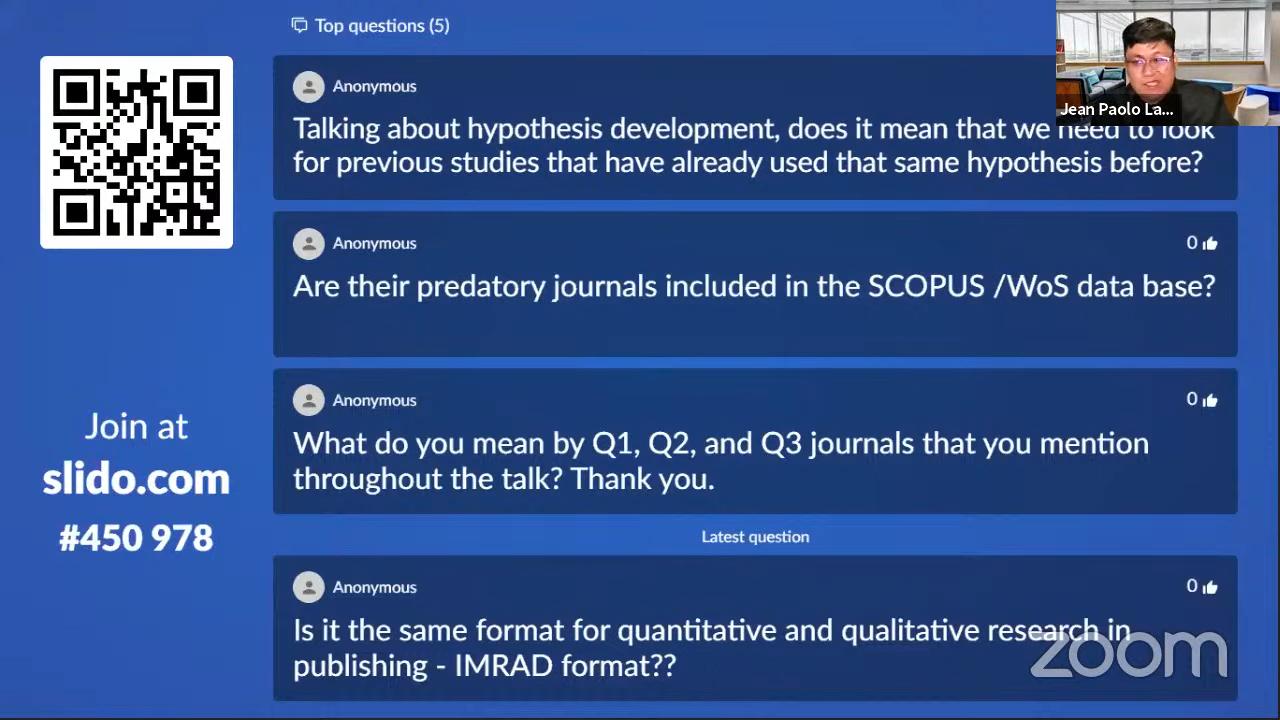 Top questions (5)
Anonymous
Jean Paolo La...
Talking about hypothesis development, does it mean that we need to look
for previous studies that have already used that same hypothesis before?
Anonymous
0
Are their predatory journals included in the SCOPUS /WoS data base?
Anonymous
0
What do you mean by Q1, Q2, and Q3 journals that you mention
throughout the talk? Thank you.
Join at
slido.com
#450 978
Latest question
Anonymous
0
Is it the same format for quantitative and qualitative research in
publishing - IMRAD format??
zoom